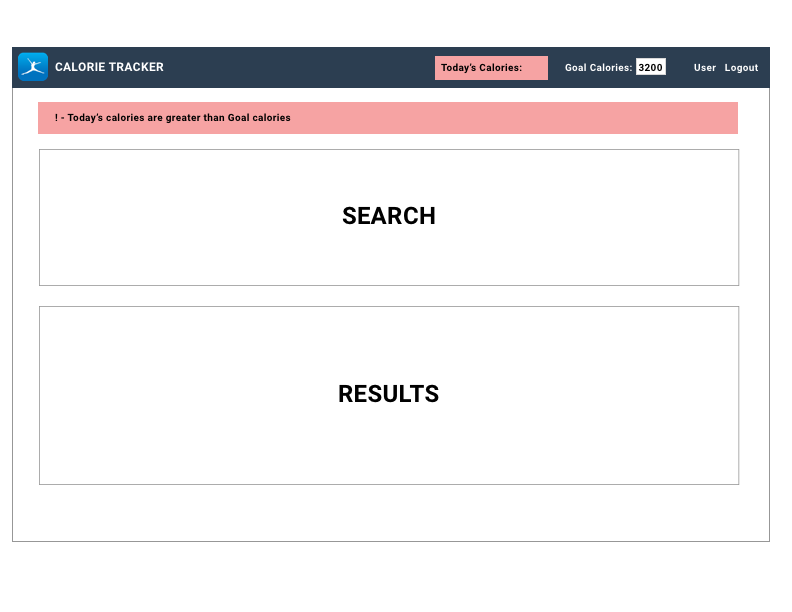 CALORIE TRACKER
Today's Calories:
Goal Calories: 3200
User Logout
! - Today's calories are greater than Goal calories
SEARCH
RESULTS